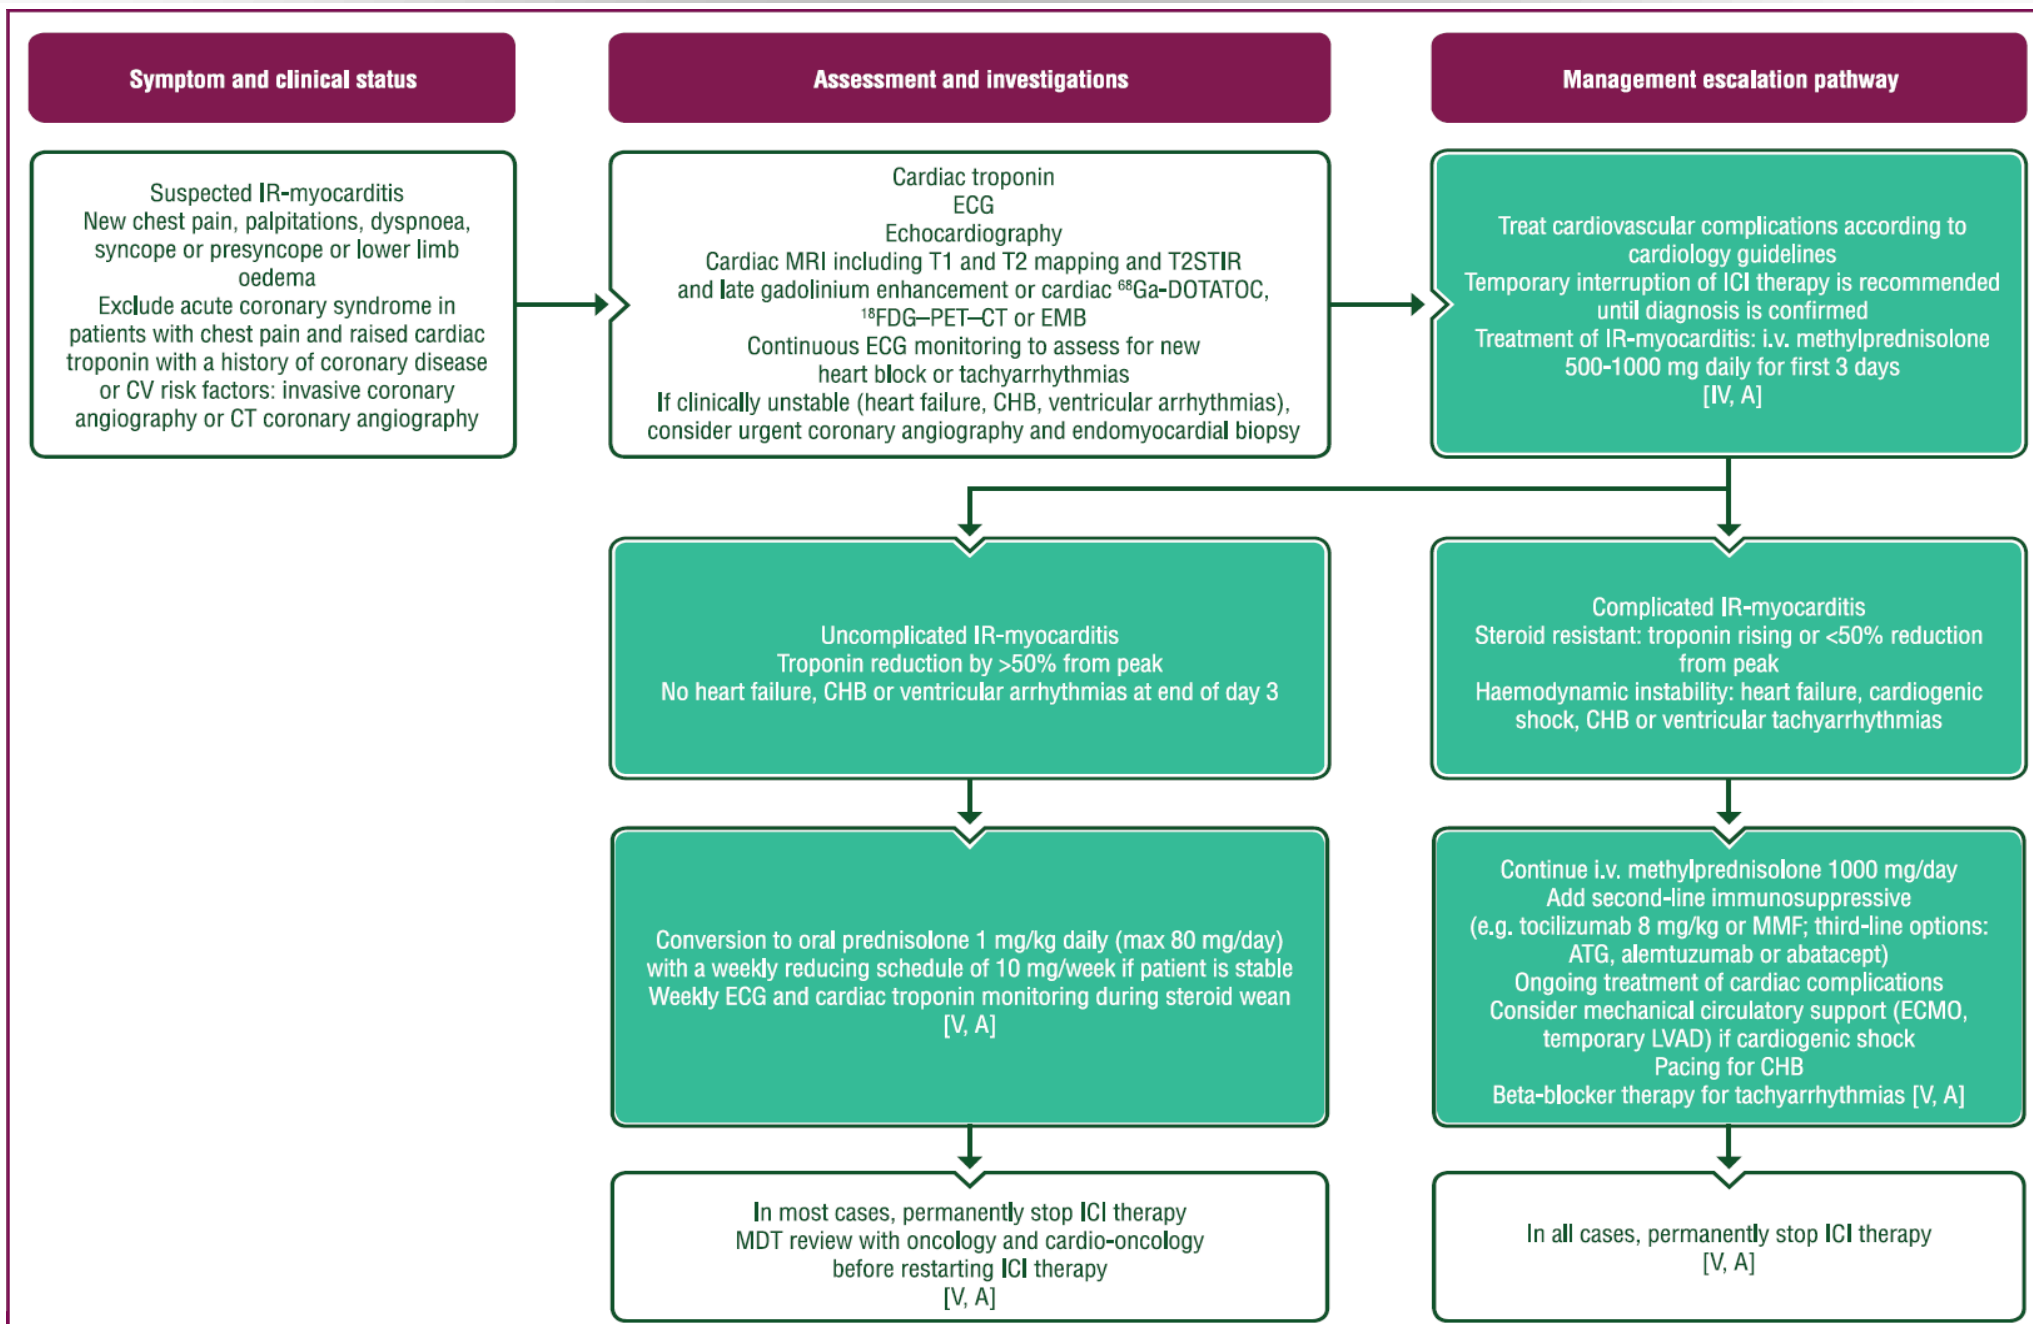 Symptom and clinical status
Assessment and investigations
Management escalation pathway
Suspected IR-myocarditis
New chest pain, palpitations, dyspnoea,
syncope or presyncope or lower limb
oedema
Exclude acute coronary syndrome in
patients with chest pain and raised cardiac
troponin with a history of coronary disease
or CV risk factors: invasive coronary
angiography or CT coronary angiography
Cardiac troponin
ECG
Echocardiography
Cardiac MRI including T1 and T2 mapping and T2STIR
and late gadolinium enhancement or cardiac ⁶⁸Ga-DOTATOC,
¹⁸FDG–PET–CT or EMB
Continuous ECG monitoring to assess for new
heart block or tachyarrhythmias
If clinically unstable (heart failure, CHB, ventricular arrhythmias),
consider urgent coronary angiography and endomyocardial biopsy
Treat cardiovascular complications according to
cardiology guidelines
Temporary interruption of ICI therapy is recommended
until diagnosis is confirmed
Treatment of IR-myocarditis: i.v. methylprednisolone
500-1000 mg daily for first 3 days
[IV, A]
Uncomplicated IR-myocarditis
Troponin reduction by >50% from peak
No heart failure, CHB or ventricular arrhythmias at end of day 3
Complicated IR-myocarditis
Steroid resistant: troponin rising or <50% reduction
from peak
Haemodynamic instability: heart failure, cardiogenic
shock, CHB or ventricular tachyarrhythmias
Conversion to oral prednisolone 1 mg/kg daily (max 80 mg/day)
with a weekly reducing schedule of 10 mg/week if patient is stable
Weekly ECG and cardiac troponin monitoring during steroid wean
[V, A]
Continue i.v. methylprednisolone 1000 mg/day
Add second-line immunosuppressive
(e.g. tocilizumab 8 mg/kg or MMF; third-line options:
ATG, alemtuzumab or abatacept)
Ongoing treatment of cardiac complications
Consider mechanical circulatory support (ECMO,
temporary LVAD) if cardiogenic shock
Pacing for CHB
Beta-blocker therapy for tachyarrhythmias [V, A]
In most cases, permanently stop ICI therapy
MDT review with oncology and cardio-oncology
before restarting ICI therapy
[V, A]
In all cases, permanently stop ICI therapy
[V, A]